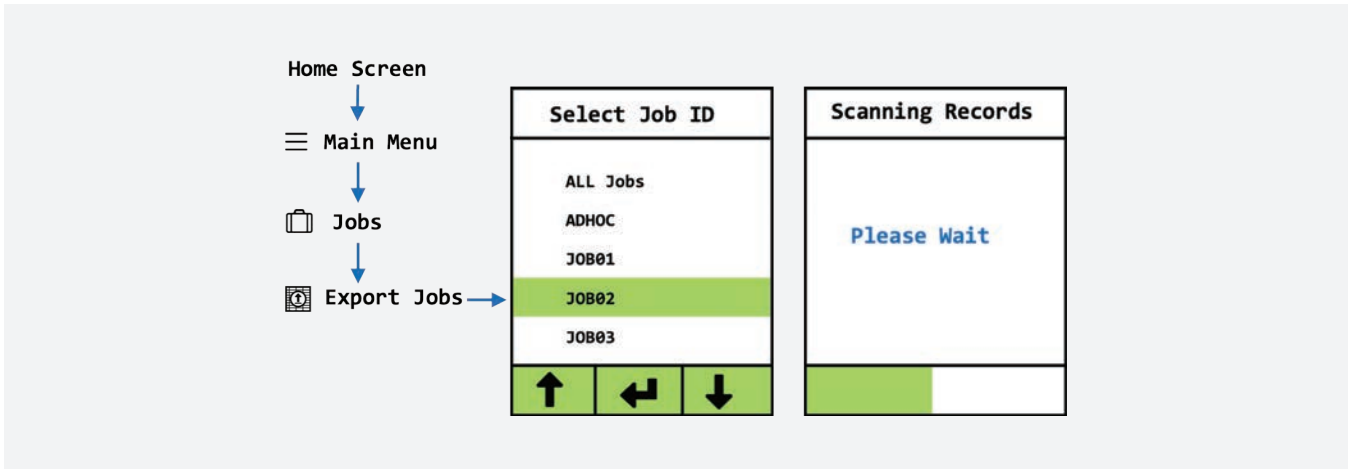 Home Screen
Main Menu
Jobs
Export Jobs
Select Job ID
ALL Jobs
ADHOC
JOB01
JOB02
JOB03
Scanning Records
Please Wait